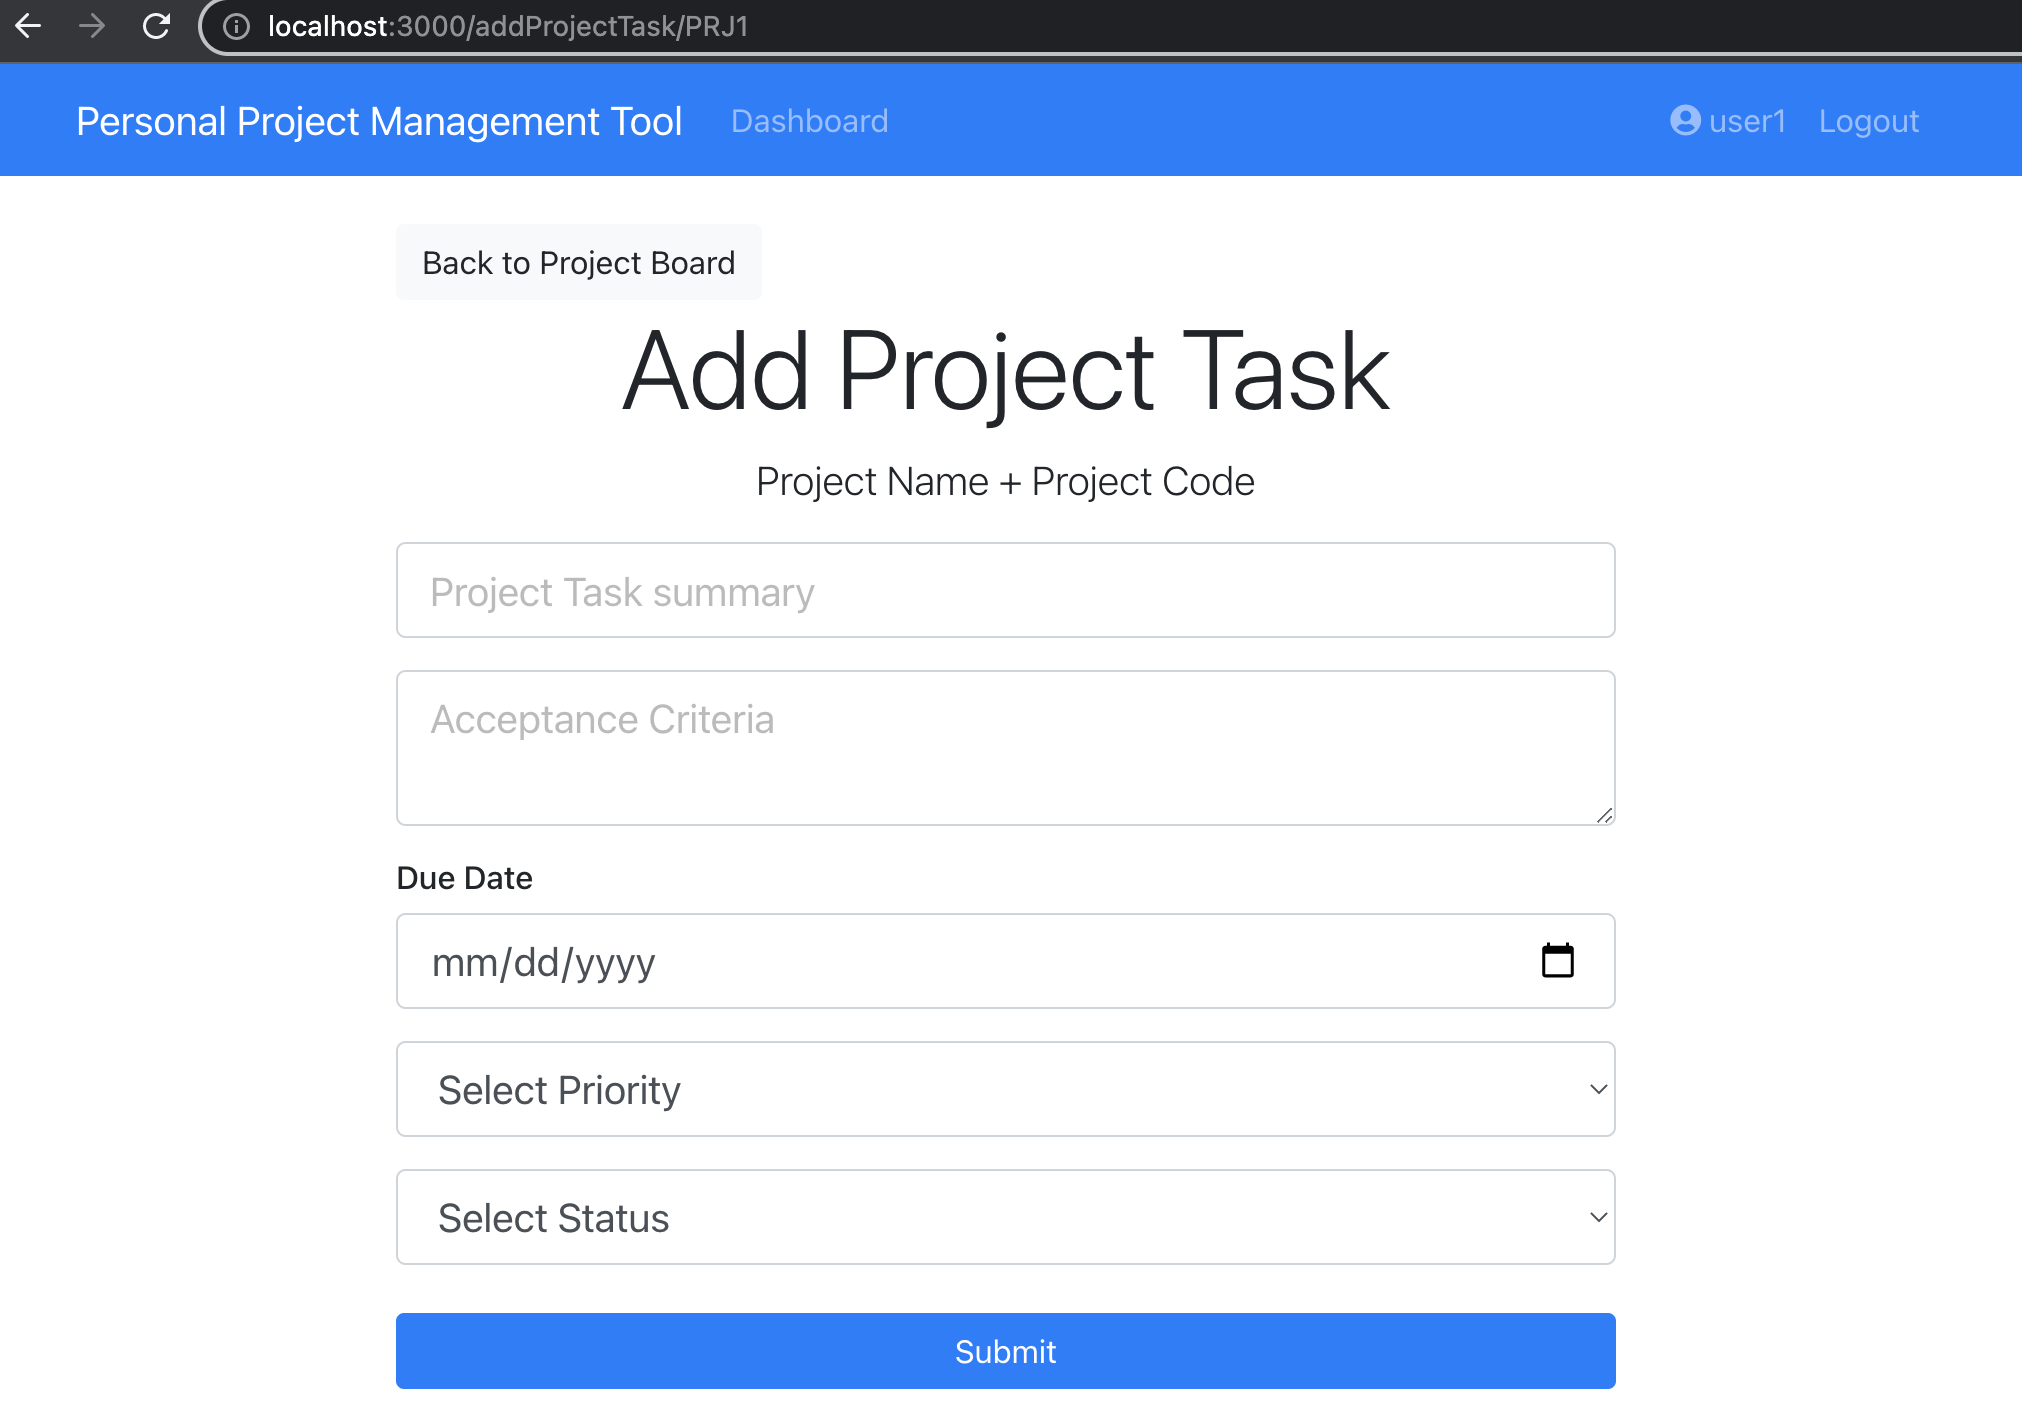 localhost:3000/addProjectTask/PRJ1
Personal Project Management Tool Dashboard user1 Logout
Back to Project Board
Add Project Task
Project Name + Project Code
Project Task summary
Acceptance Criteria
Due Date
mm/dd/yyyy
Select Priority
Select Status
Submit